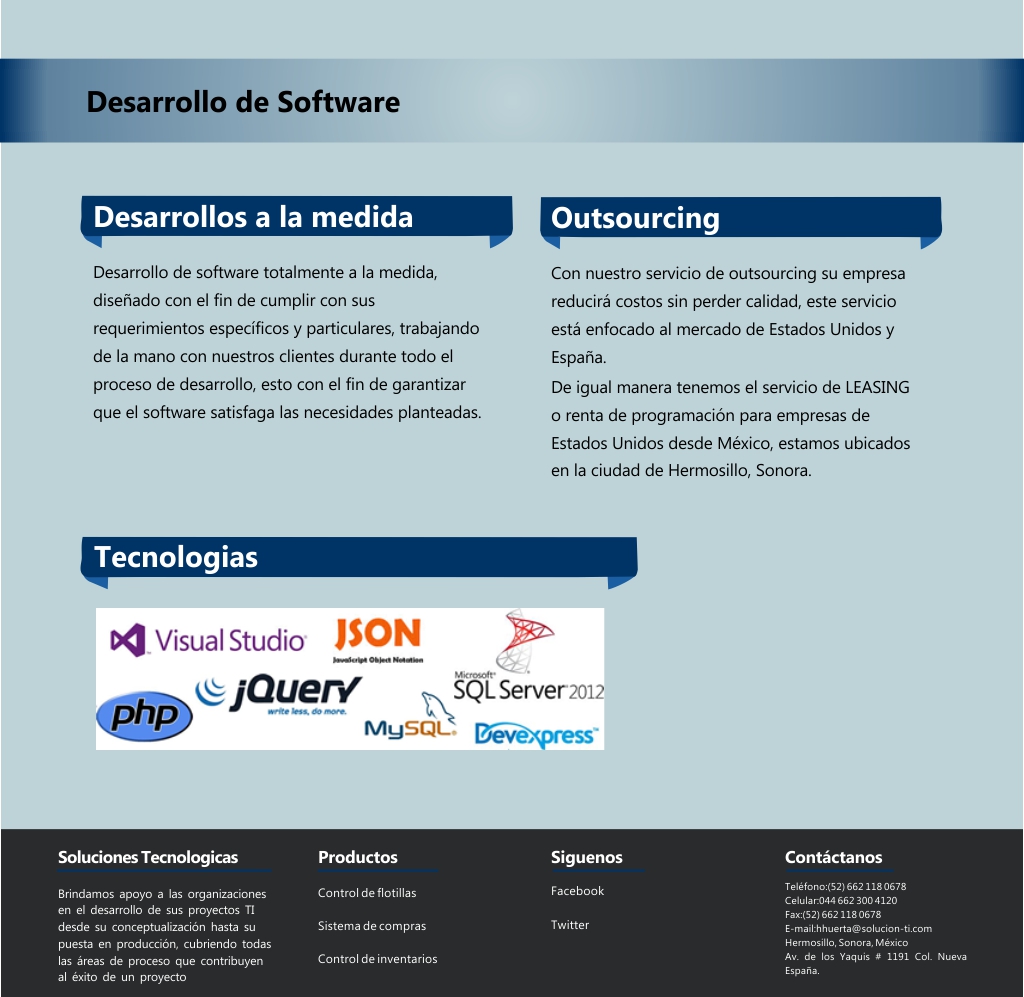 Desarrollo de Software
Desarrollos a la medida
Desarrollo de software totalmente a la medida,
diseñado con el fin de cumplir con sus
requerimientos específicos y particulares, trabajando
de la mano con nuestros clientes durante todo el
proceso de desarrollo, esto con el fin de garantizar
que el software satisfaga las necesidades planteadas.
Outsourcing
Con nuestro servicio de outsourcing su empresa
reducirá costos sin perder calidad, este servicio
está enfocado al mercado de Estados Unidos y
España.
De igual manera tenemos el servicio de LEASING
o renta de programación para empresas de
Estados Unidos desde México, estamos ubicados
en la ciudad de Hermosillo, Sonora.
Tecnologias
Visual Studio
JSON
JavaScript Object Notation
Microsoft®
SQL Server 2012
php
jQuery
write less, do more.
MySQL
Devexpress™
Soluciones Tecnologicas
Brindamos apoyo a las organizaciones
en el desarrollo de sus proyectos TI
desde su conceptualización hasta su
puesta en producción, cubriendo todas
las áreas de proceso que contribuyen
al éxito de un proyecto
Productos
Control de flotillas
Sistema de compras
Control de inventarios
Siguenos
Facebook
Twitter
Contáctanos
Teléfono:(52) 662 118 0678
Celular:044 662 300 4120
Fax:(52) 662 118 0678
E-mail:hhuerta@solucion-ti.com
Hermosillo, Sonora, México
Av. de los Yaquis # 1191 Col. Nueva
España.